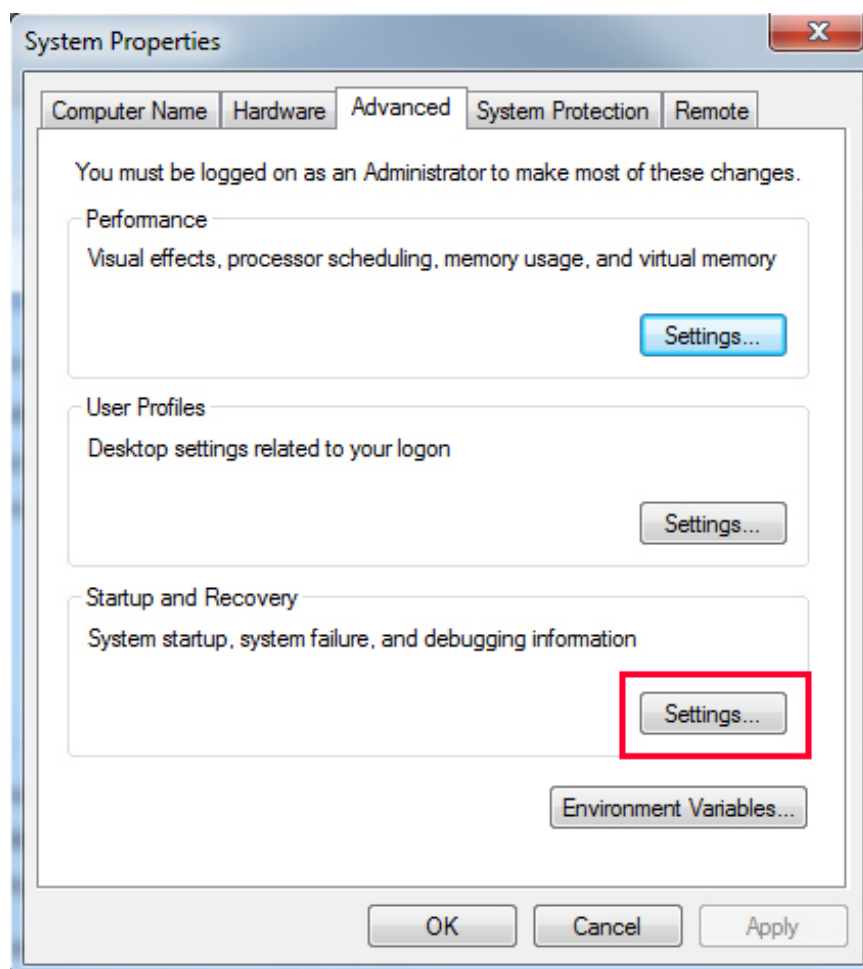 System Properties
Computer Name
Hardware
Advanced
System Protection
Remote
You must be logged on as an Administrator to make most of these changes.
Performance
Visual effects, processor scheduling, memory usage, and virtual memory
Settings...
User Profiles
Desktop settings related to your logon
Settings...
Startup and Recovery
System startup, system failure, and debugging information
Settings...
Environment Variables...
OK
Cancel
Apply